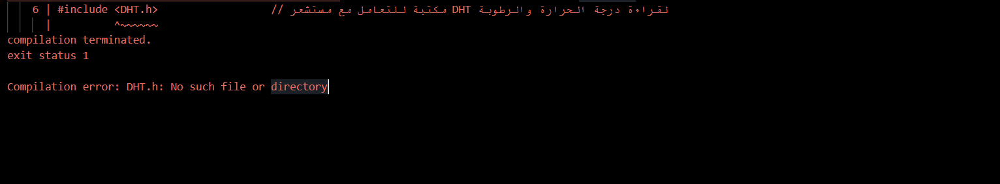 6 | #include <DHT.h> // مكتبة للتعامل مع مستشعر DHT لقراءة درجة الحرارة والرطوبة
| ^~~~~~~
compilation terminated.
exit status 1
Compilation error: DHT.h: No such file or directory